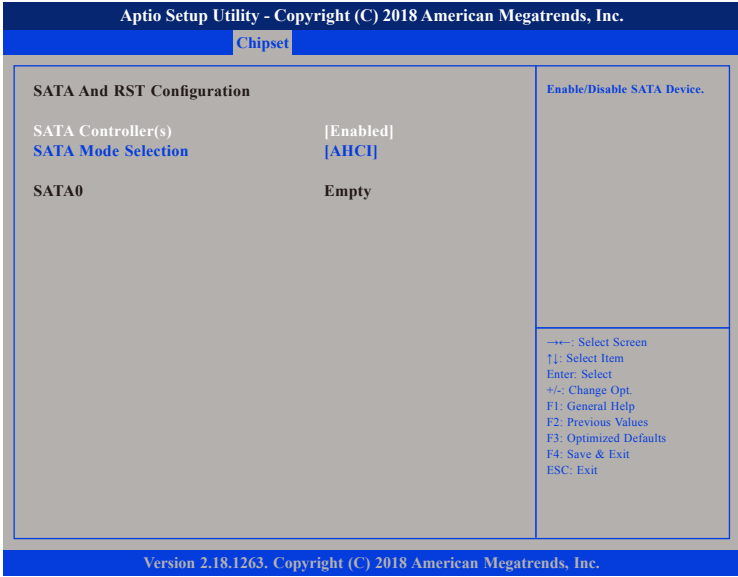 Aptio Setup Utility - Copyright (C) 2018 American Megatrends, Inc.
Chipset
SATA And RST Configuration
SATA Controller(s) [Enabled]
SATA Mode Selection [AHCI]
SATA0 Empty
Enable/Disable SATA Device.
→←: Select Screen
↑↓: Select Item
Enter: Select
+/-: Change Opt.
F1: General Help
F2: Previous Values
F3: Optimized Defaults
F4: Save & Exit
ESC: Exit
Version 2.18.1263. Copyright (C) 2018 American Megatrends, Inc.